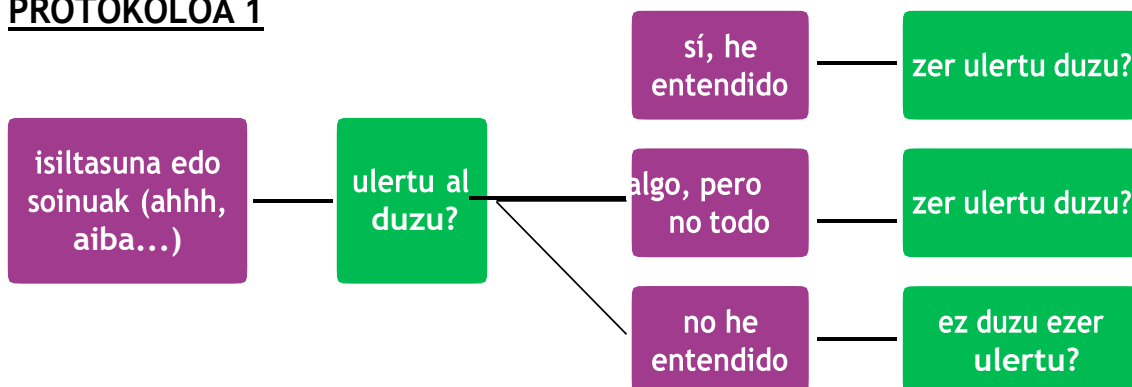 PROTOKOLOA 1
isiltasuna edo
soinuak (ahhh,
aiba...)
ulertu al
duzu?
sí, he
entendido
zer ulertu duzu?
algo, pero
no todo
zer ulertu duzu?
no he
entendido
ez duzu ezer
ulertu?